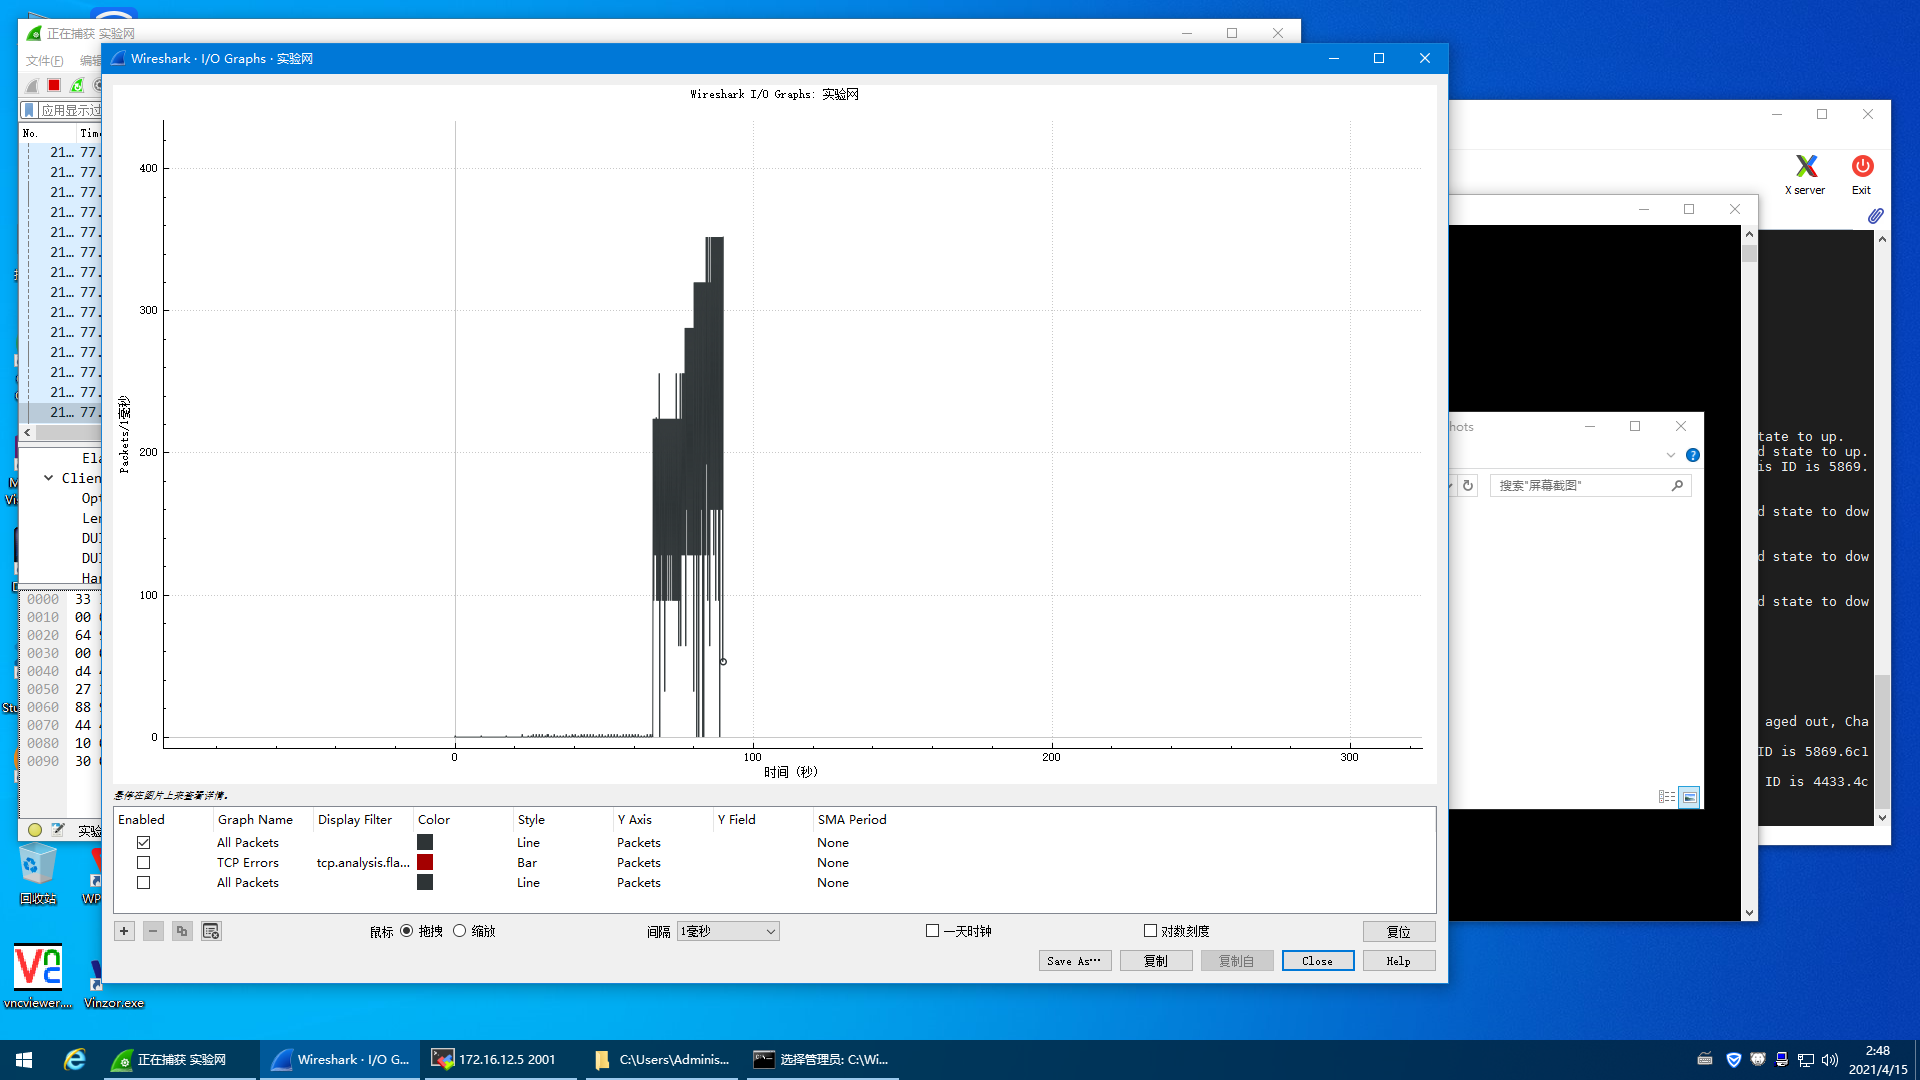 正在捕获 实验网
文件(F) 编辑
应用显示过
No. Time
21… 77.
21… 77.
21… 77.
21… 77.
21… 77.
21… 77.
21… 77.
21… 77.
21… 77.
21… 77.
21… 77.
21… 77.
21… 77.
21… 77.
Ela
Clien
Opt
Len
DUI
DUI
Har
0000 33
0010 00
0020 64
0030 00
0040 d4
0050 27
0060 88
0070 44
0080 10
0090 30
实验
Wireshark · I/O Graphs · 实验网
Wireshark I/O Graphs: 实验网
400
300
200
100
0
Packets/1毫秒
0 100 200 300
时间 (秒)
悬停在图片上来查看详情。
Enabled Graph Name Display Filter Color Style Y Axis Y Field SMA Period
All Packets Line Packets None
TCP Errors tcp.analysis.fla... Bar Packets None
All Packets Line Packets None
鼠标 拖拽 缩放 间隔 1毫秒 一天时钟 对数刻度 复位
Save As… 复制 复制自 Close Help
X server Exit
hots
搜索"屏幕截图"
tate to up.
d state to up.
is ID is 5869.
d state to dow
d state to dow
d state to dow
aged out, Cha
ID is 5869.6c1
ID is 4433.4c
回收站 WP
vncviewer.... Vinzor.exe
正在捕获 实验网 Wireshark · I/O G... 172.16.12.5 2001 C:\Users\Adminis... 选择管理员: C:\Wi...
2:48
2021/4/15